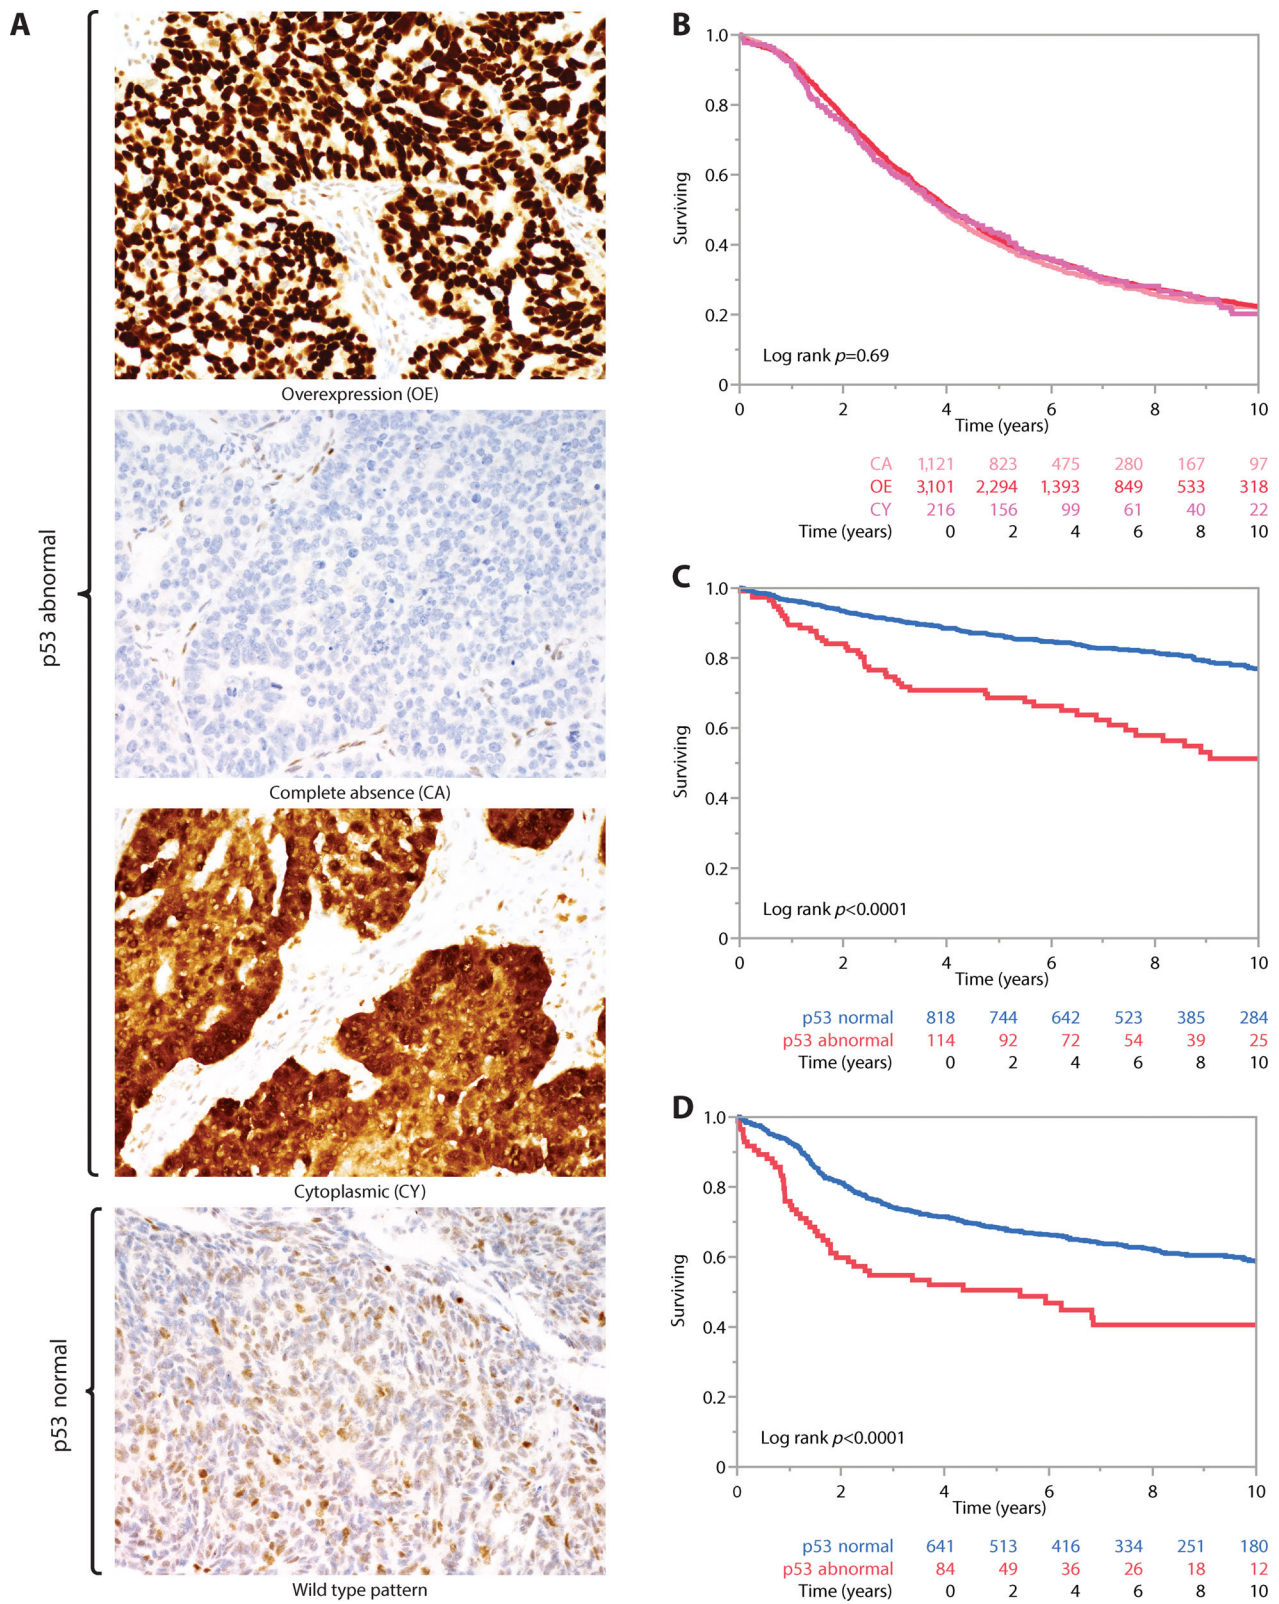 A
p53 abnormal
Overexpression (OE)
Complete absence (CA)
Cytoplasmic (CY)
p53 normal
Wild type pattern
B
1.0
0.8
0.6
0.4
0.2
0
Surviving
Log rank p=0.69
0 2 4 6 8 10
Time (years)
CA 1,121 823 475 280 167 97
OE 3,101 2,294 1,393 849 533 318
CY 216 156 99 61 40 22
Time (years) 0 2 4 6 8 10
C
1.0
0.8
0.6
0.4
0.2
0
Surviving
Log rank p<0.0001
0 2 4 6 8 10
Time (years)
p53 normal 818 744 642 523 385 284
p53 abnormal 114 92 72 54 39 25
Time (years) 0 2 4 6 8 10
D
1.0
0.8
0.6
0.4
0.2
0
Surviving
Log rank p<0.0001
0 2 4 6 8 10
Time (years)
p53 normal 641 513 416 334 251 180
p53 abnormal 84 49 36 26 18 12
Time (years) 0 2 4 6 8 10